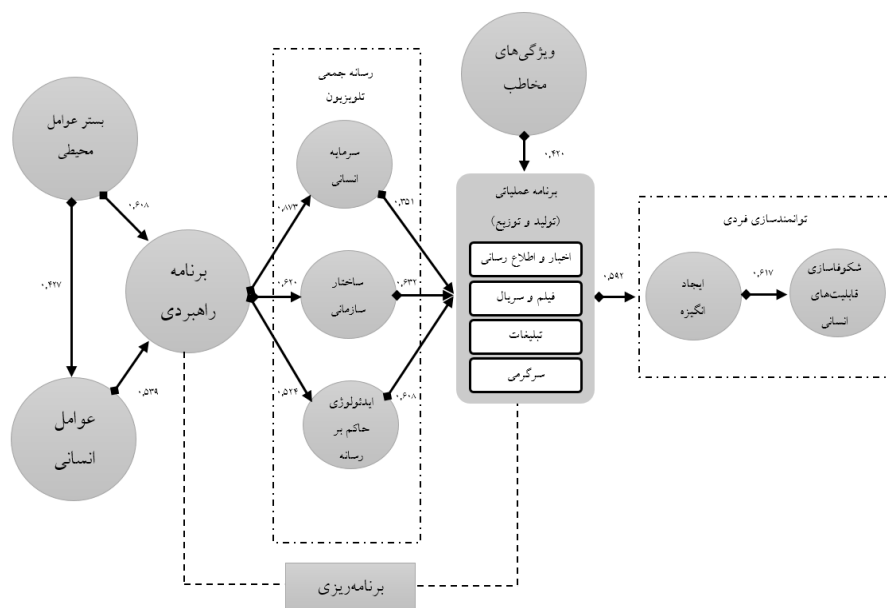 ویژگی‌های
مخاطب
رسانه جمعی
تلویزیون
بستر عوامل
محیطی
سرمایه
انسانی
۰,۴۲۰
برنامه عملیاتی
(تولید و توزیع)
اخبار و اطلاع رسانی
فیلم و سریال
تبلیغات
سرگرمی
توانمندسازی فردی
ایجاد
انگیزه
شکوفاسازی
قابلیت‌های
انسانی
۰,۶۰۸
۰,۸۷۳
۰,۳۵۱
برنامه
راهبردی
ساختار
سازمانی
۰,۶۲۰
۰,۶۳۲
۰,۵۹۲
۰,۶۱۷
۰,۴۲۷
۰,۵۳۹
۰,۵۲۴
۰,۶۰۸
عوامل
انسانی
ایدئولوژی
حاکم بر
رسانه
برنامه‌ریزی